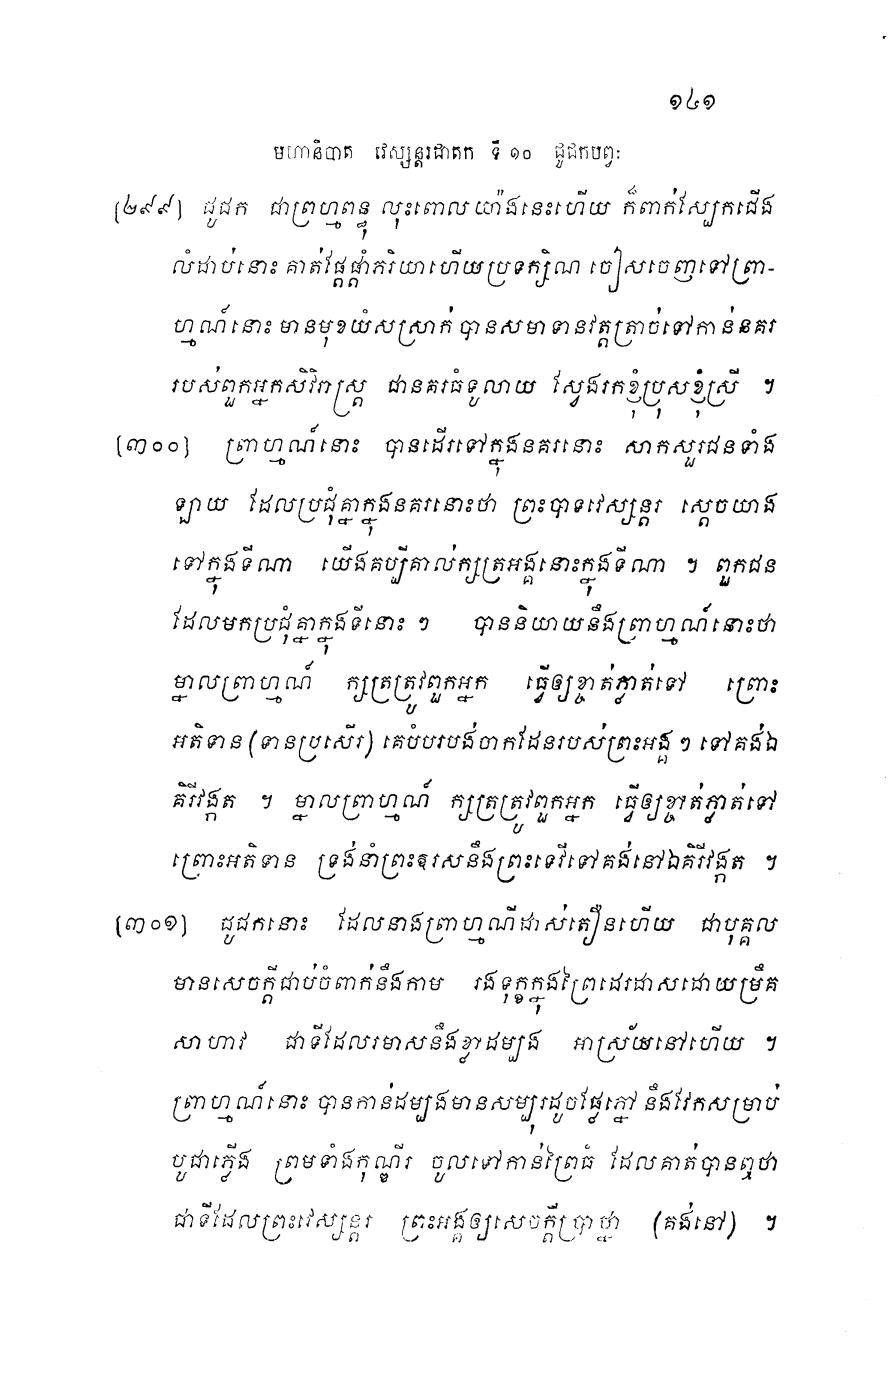 ១៤១
មហានិបាត វេស្សន្តរជាតក ទី ១០ ជូជកបព្វៈ
[២៩៩] ជូជក ជាព្រហ្មពន្ធុ លុះពោលយ៉ាងនេះហើយ ក៏ពាក់ស្បែកជើង
លំដាប់នោះ គាត់ផ្ដែផ្ដាំភរិយាហើយប្រទក្សិណ ចៀសចេញទៅ ព្រា-
ហ្មណ៍នោះ មានមុខយំសស្រាក់ បានសមាទានវត្តត្រាច់ទៅកាន់នគរ
របស់ពួកអ្នកសិវិរាស្ត្រ ជានគរធំទូលាយ ស្វែងរកខ្ញុំប្រុសខ្ញុំស្រី ។
[៣០០] ព្រាហ្មណ៍នោះ បានដើរទៅក្នុងនគរនោះ សាកសួរជនទាំង
ឡាយ ដែលប្រជុំគ្នាក្នុងនគរនោះថា ព្រះបាទវេស្សន្តរ ស្ដេចយាង
ទៅក្នុងទីណា យើងគប្បីគាល់ក្សត្រអង្គនោះក្នុងទីណា ។ ពួកជន
ដែលមកប្រជុំគ្នាក្នុងទីនោះ ៗ បាននិយាយនឹងព្រាហ្មណ៍នោះថា
ម្នាលព្រាហ្មណ៍ ក្សត្រត្រូវពួកអ្នក ធ្វើឲ្យខ្ចាត់ភ្ជាត់ទៅ ព្រោះ
អតិទាន (ទានប្រសើរ) គេបំបរបង់ចាកដែនរបស់ព្រះអង្គ ៗ ទៅគង់ឯ
គិរីវង្កត ។ ម្នាលព្រាហ្មណ៍ ក្សត្រត្រូវពួកអ្នក ធ្វើឲ្យខ្ចាត់ភ្ជាត់ទៅ
ព្រោះអតិទាន ទ្រង់នាំព្រះឱរសនឹងព្រះទេវីទៅគង់នៅឯគិរីវង្កត ។
[៣០១] ជូជកនោះ ដែលនាងព្រាហ្មណីដាស់តឿនហើយ ជាបុគ្គល
មានសេចក្ដីជាប់ចំពាក់នឹងកាម រងទុក្ខក្នុងព្រៃដេរដាសដោយម្រឹគ
សាហាវ ជាទីដែលរមាសនឹងខ្លាដម្បង អាស្រ័យនៅហើយ ។
ព្រាហ្មណ៍នោះ បានកាន់ដម្បងមានសម្បុរដូចផ្លែភ្នៅ នឹងវែកសម្រាប់
បូជាភ្លើង ព្រមទាំងកុណ្ឌីរ ចូលទៅកាន់ព្រៃធំ ដែលគាត់បានឮថា
ជាទីដែលព្រះវេស្សន្តរ ព្រះអង្គឲ្យសេចក្ដីប្រាថ្នា (គង់នៅ) ។